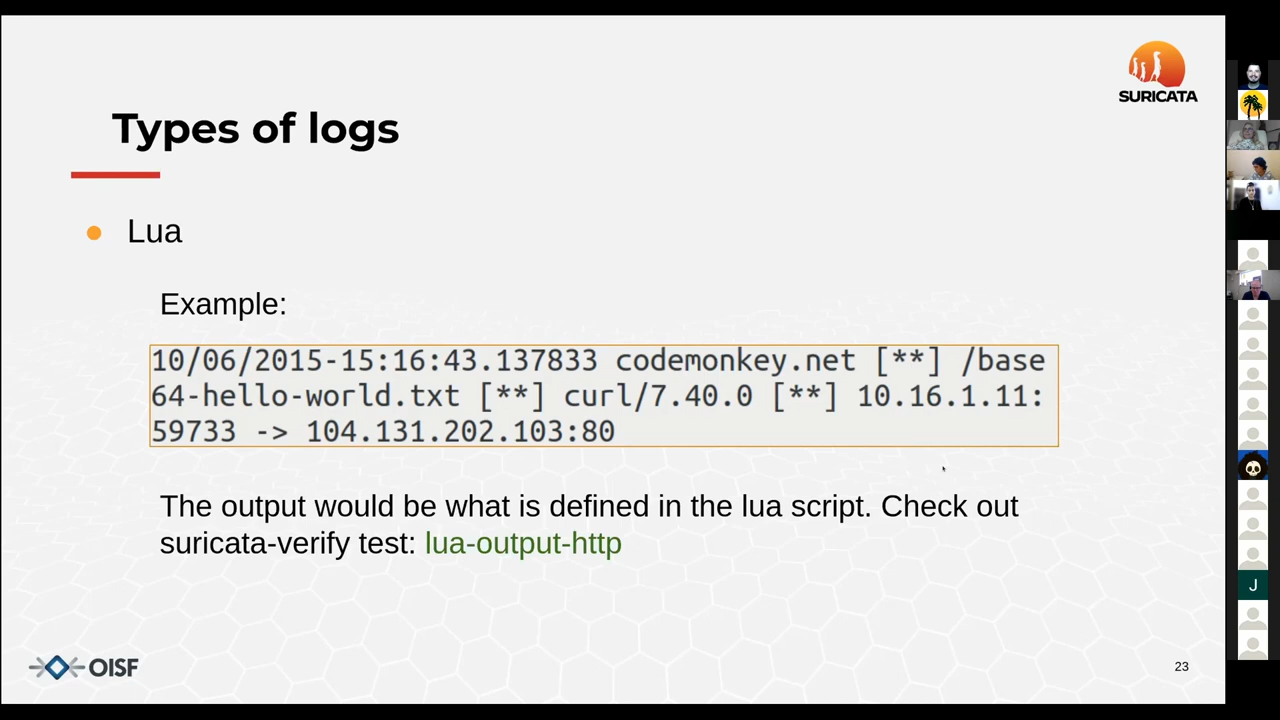 SURICATA
Types of logs
Lua
Example:
10/06/2015-15:16:43.137833 codemonkey.net [**] /base
64-hello-world.txt [**] curl/7.40.0 [**] 10.16.1.11:
59733 -> 104.131.202.103:80
The output would be what is defined in the lua script. Check out
suricata-verify test: lua-output-http
J
OISF
23